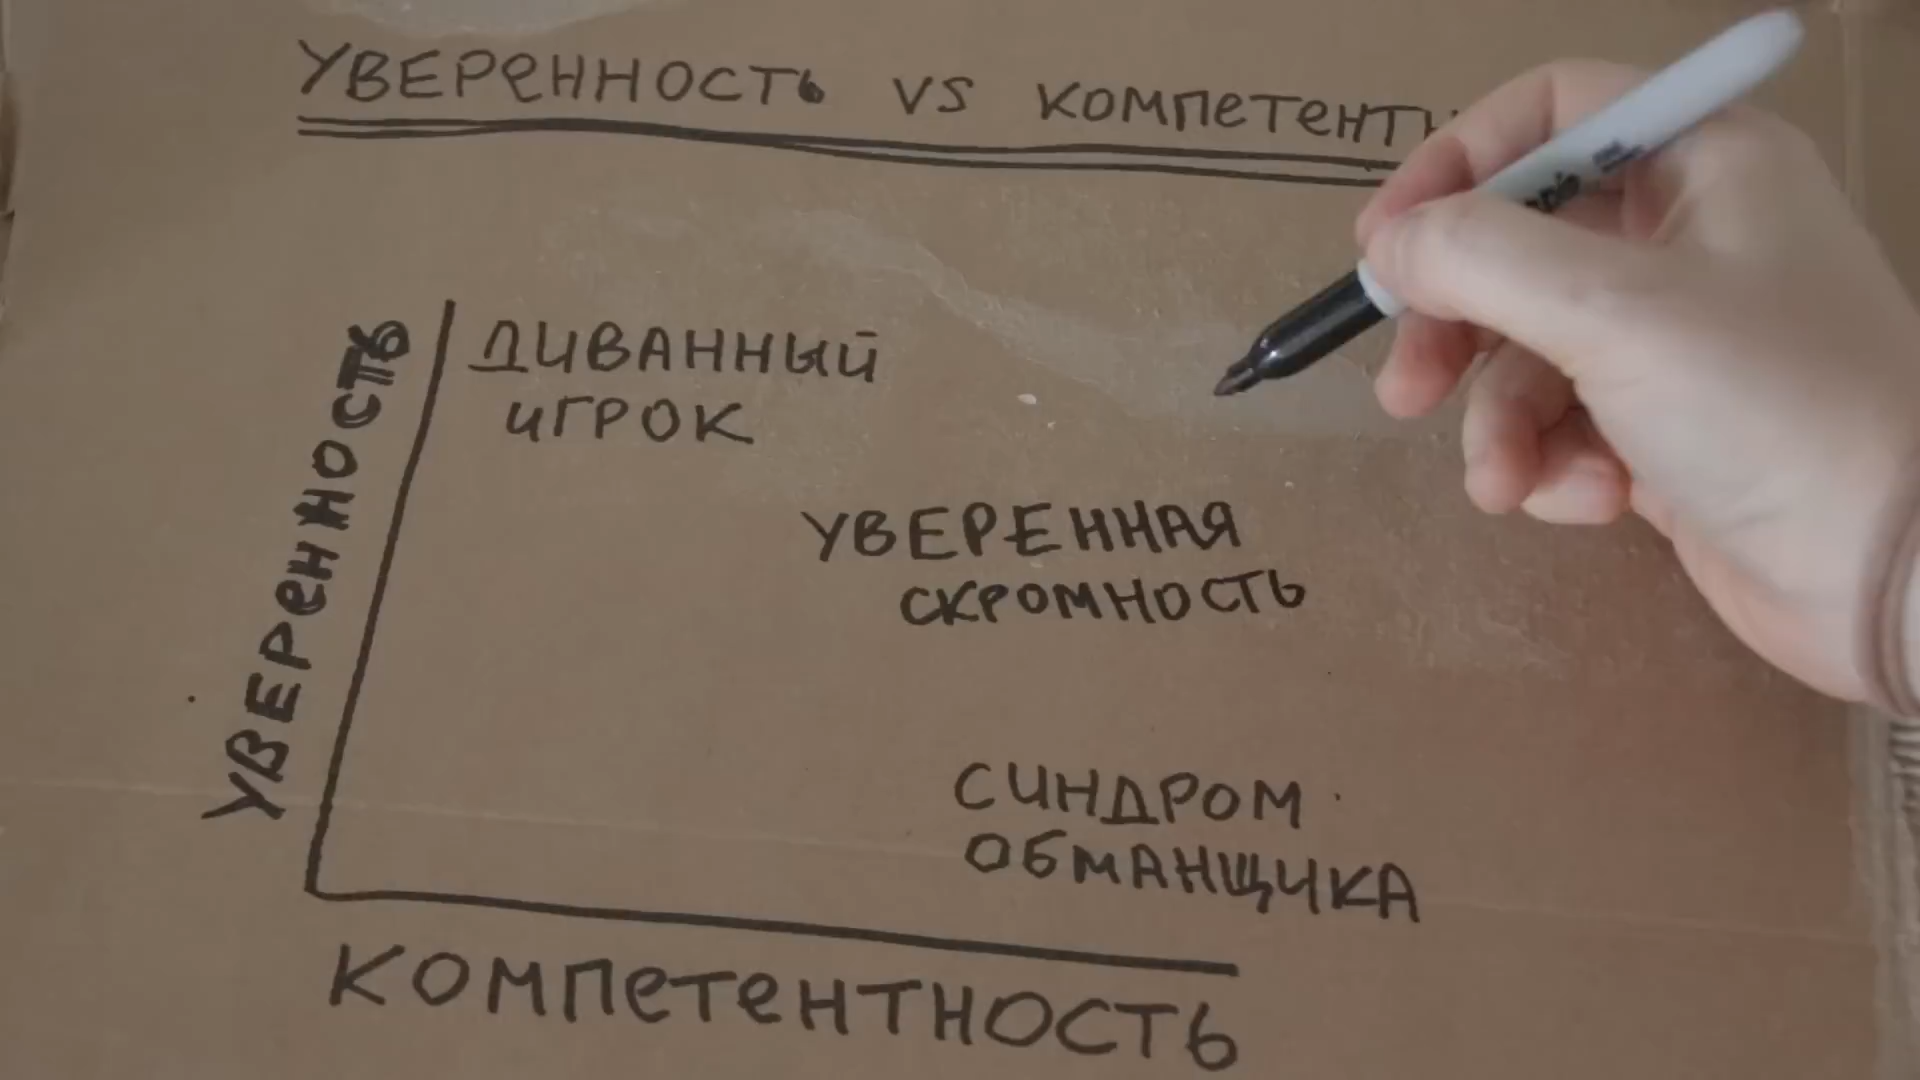 УВЕРЕННОСТЬ VS КОМПЕТЕНТН
УВЕРЕННОСТЬ
ДИВАННЫЙ
ИГРОК
УВЕРЕННАЯ
СКРОМНОСТЬ
СИНДРОМ
ОБМАНЩИКА
КОМПЕТЕНТНОСТЬ